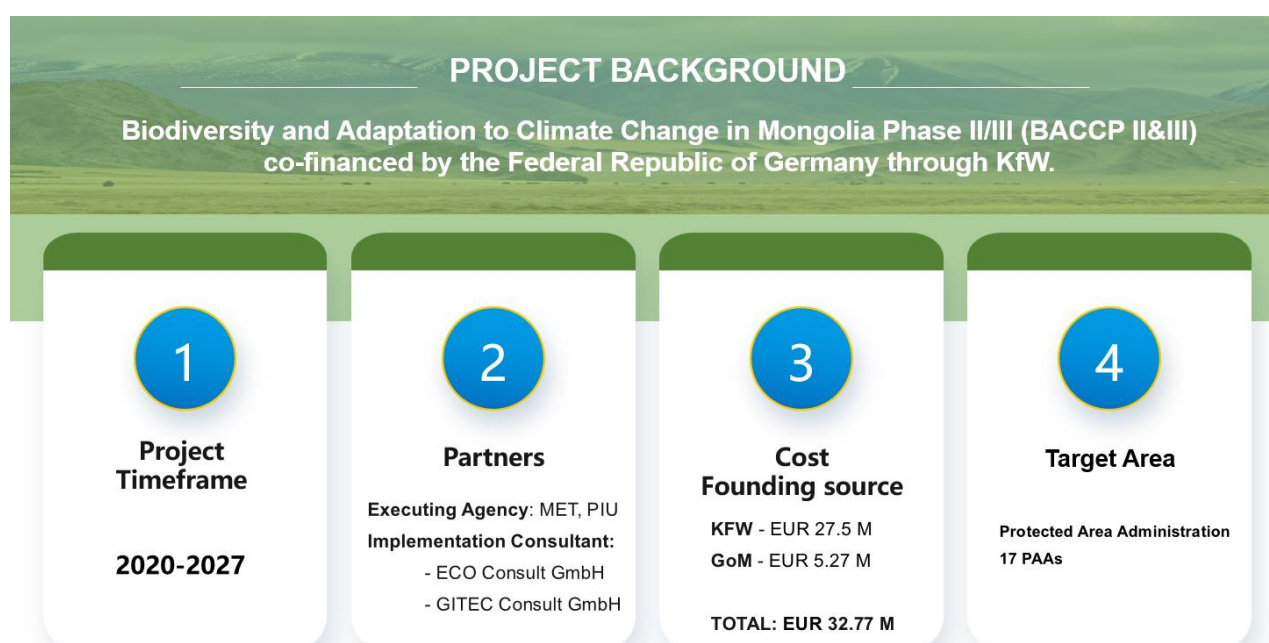 PROJECT BACKGROUND
Biodiversity and Adaptation to Climate Change in Mongolia Phase II/III (BACCP II&III)
co-financed by the Federal Republic of Germany through KfW.
1
Project
Timeframe
2020-2027
2
Partners
Executing Agency: MET, PIU
Implementation Consultant:
- ECO Consult GmbH
- GITEC Consult GmbH
3
Cost
Founding source
KFW - EUR 27.5 M
GoM - EUR 5.27 M
TOTAL: EUR 32.77 M
4
Target Area
Protected Area Administration
17 PAAs